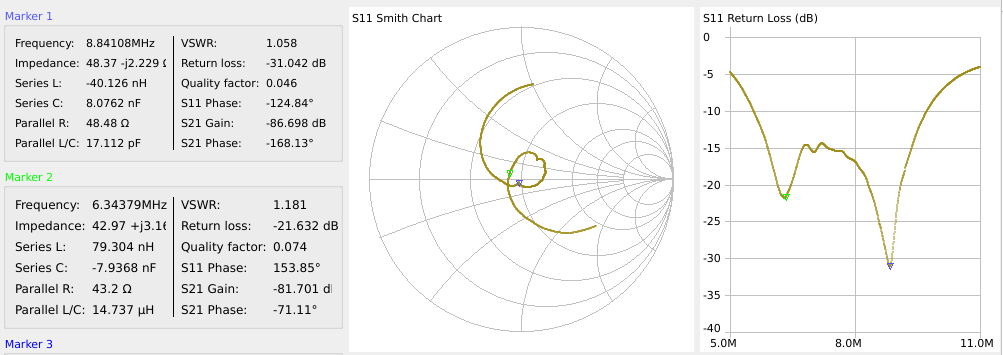 Marker 1
Frequency: 8.84108MHz VSWR: 1.058
Impedance: 48.37 -j2.229 Return loss: -31.042 dB
Series L: -40.126 nH Quality factor: 0.046
Series C: 8.0762 nF S11 Phase: -124.84°
Parallel R: 48.48 Ω S21 Gain: -86.698 dB
Parallel L/C: 17.112 pF S21 Phase: -168.13°
Marker 2
Frequency: 6.34379MHz VSWR: 1.181
Impedance: 42.97 +j3.16 Return loss: -21.632 dB
Series L: 79.304 nH Quality factor: 0.074
Series C: -7.9368 nF S11 Phase: 153.85°
Parallel R: 43.2 Ω S21 Gain: -81.701 d
Parallel L/C: 14.737 µH S21 Phase: -71.11°
Marker 3
S11 Smith Chart
S11 Return Loss (dB)
0
-5
-10
-15
-20
-25
-30
-35
-40
5.0M 8.0M 11.0M